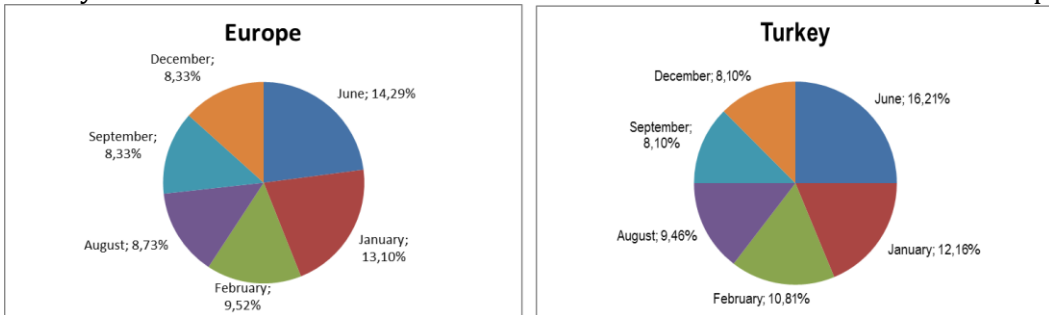 Europe
December;
8,33%
June; 14,29%
September;
8,33%
August; 8,73%
January;
13,10%
February;
9,52%
Turkey
December; 8,10%
June; 16,21%
September;
8,10%
August; 9,46%
January; 12,16%
February; 10,81%